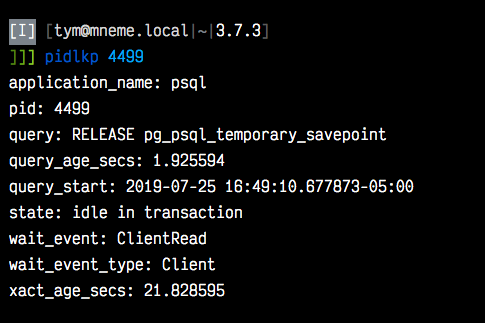 [I] [tym@mneme.local|~|3.7.3]
]]] pidlkp 4499
application_name: psql
pid: 4499
query: RELEASE pg_psql_temporary_savepoint
query_age_secs: 1.925594
query_start: 2019-07-25 16:49:10.677873-05:00
state: idle in transaction
wait_event: ClientRead
wait_event_type: Client
xact_age_secs: 21.828595